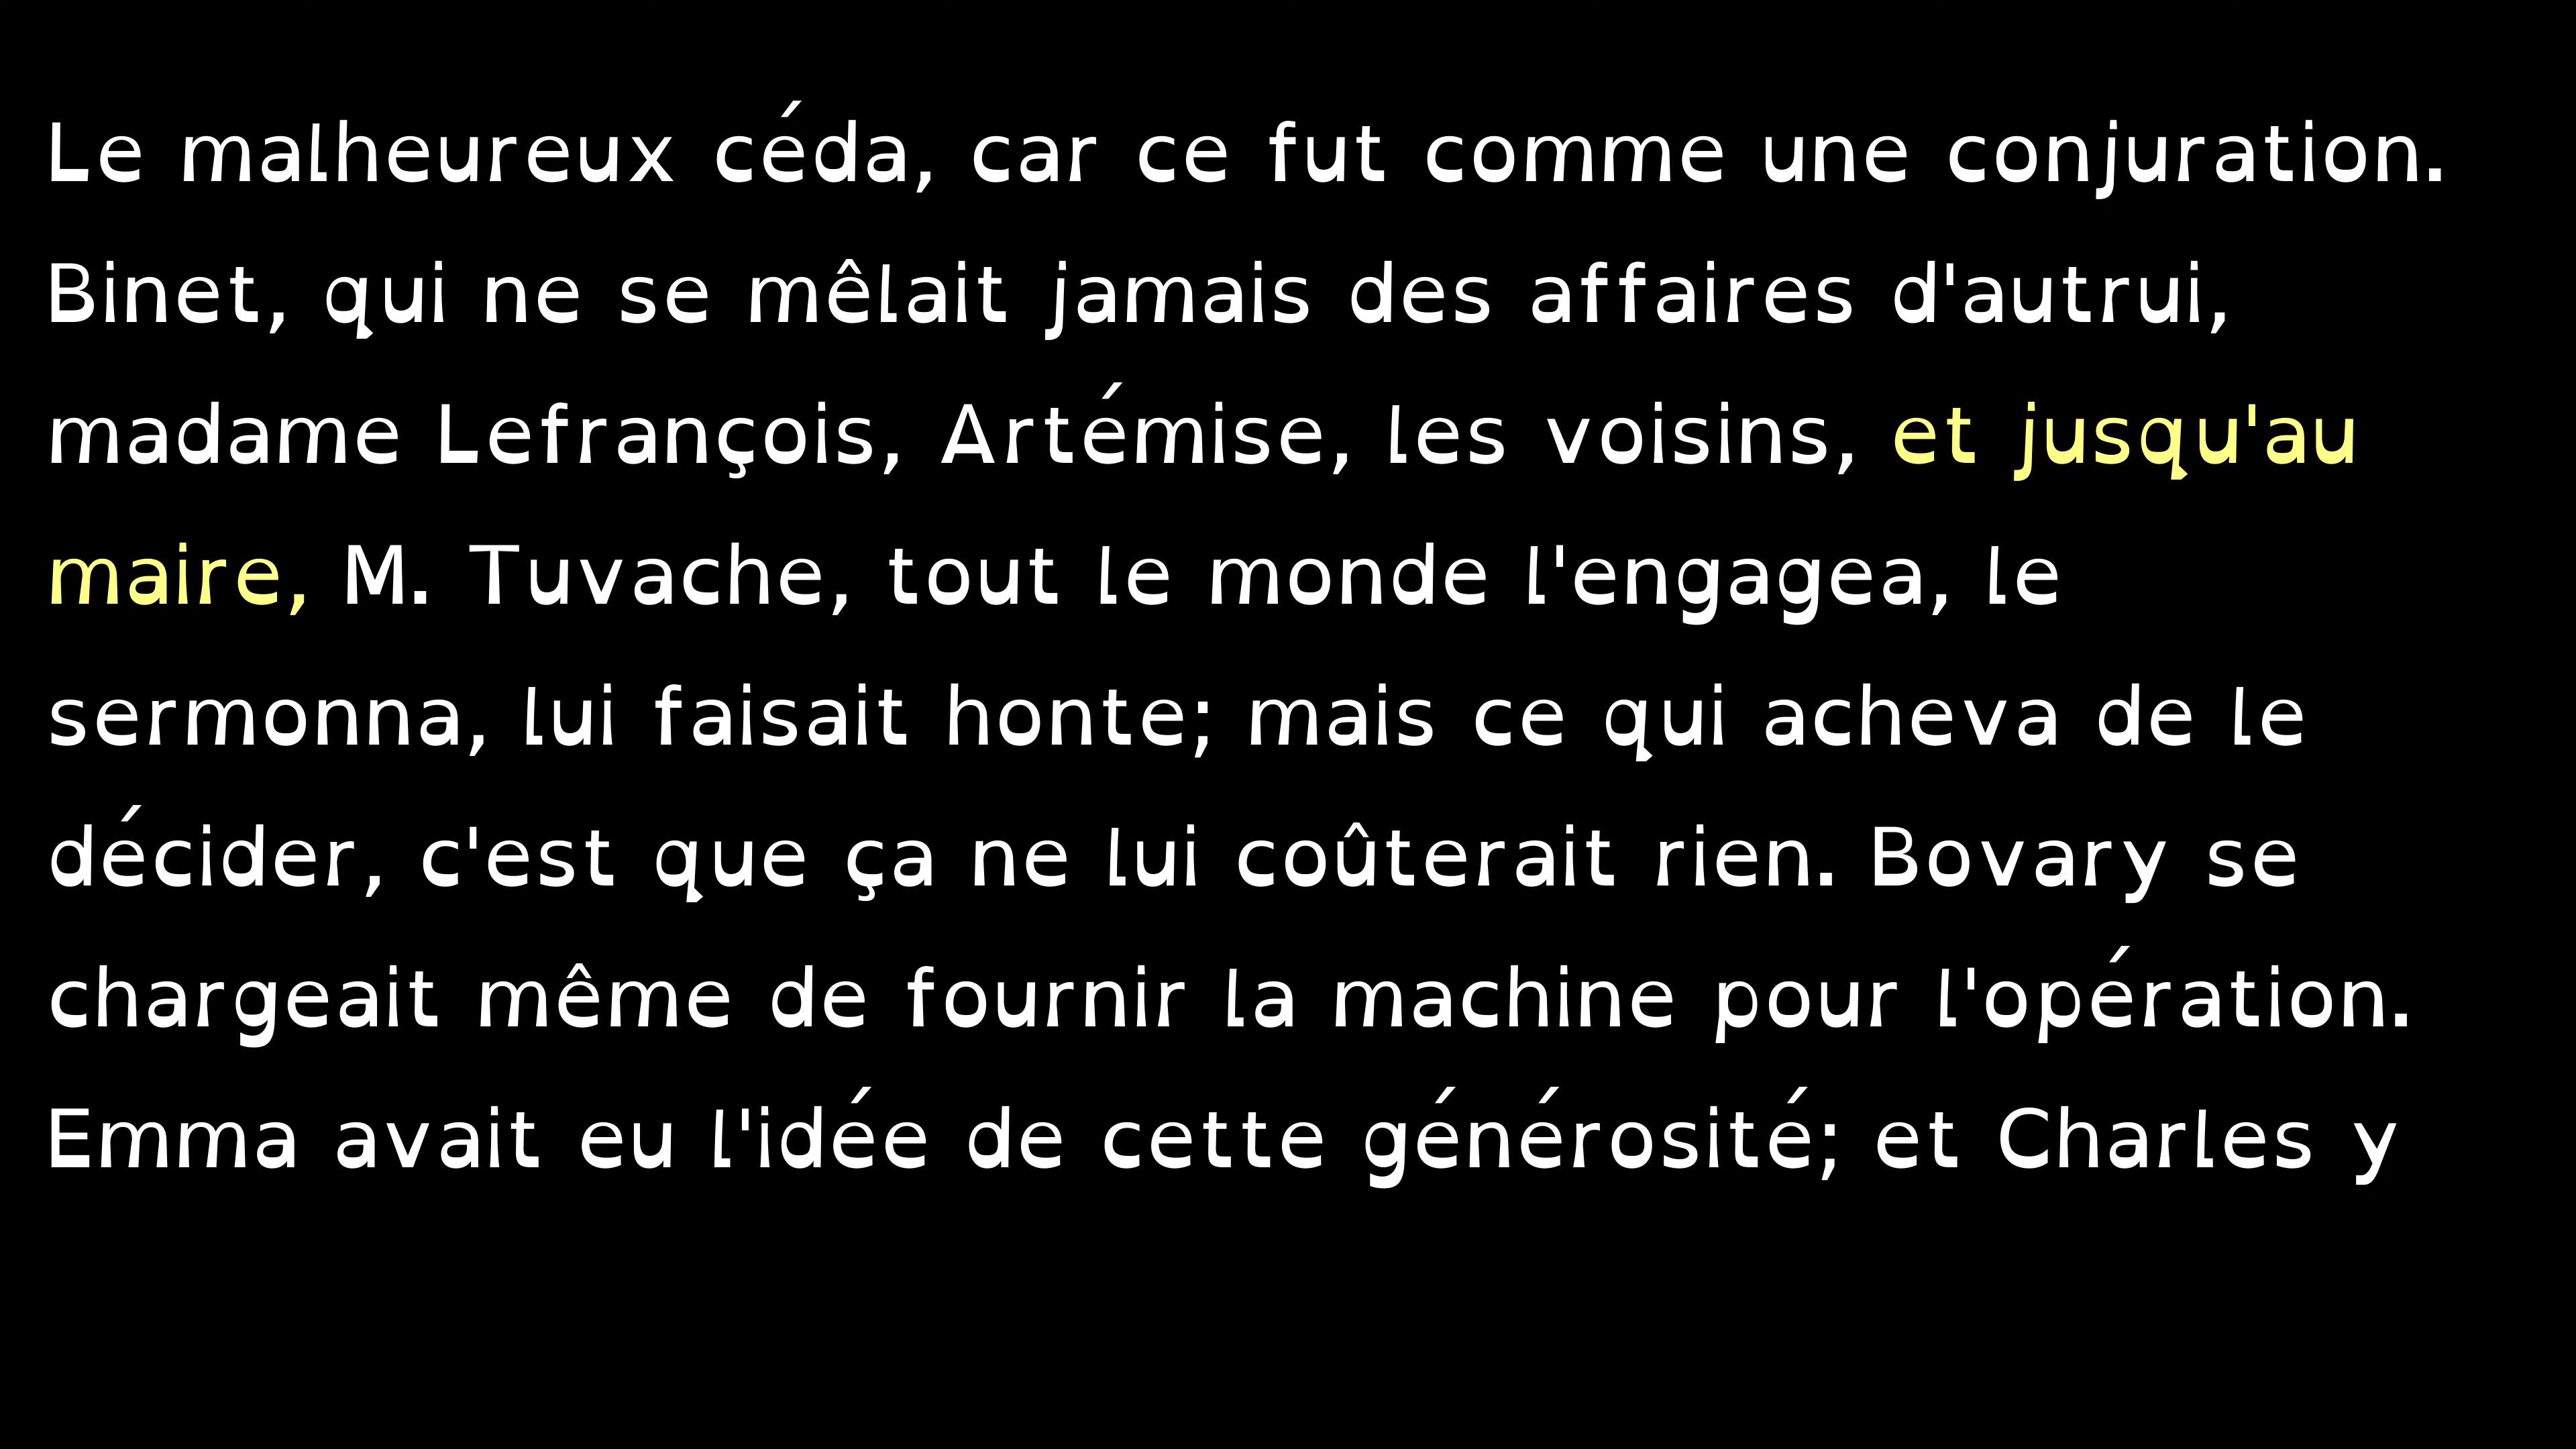 Le malheureux céda, car ce fut comme une conjuration.
Binet, qui ne se mêlait jamais des affaires d'autrui,
madame Lefrançois, Artémise, les voisins, et jusqu'au
maire, M. Tuvache, tout le monde l'engagea, le
sermonna, lui faisait honte; mais ce qui acheva de le
décider, c'est que ça ne lui coûterait rien. Bovary se
chargeait même de fournir la machine pour l'opération.
Emma avait eu l'idée de cette générosité; et Charles y